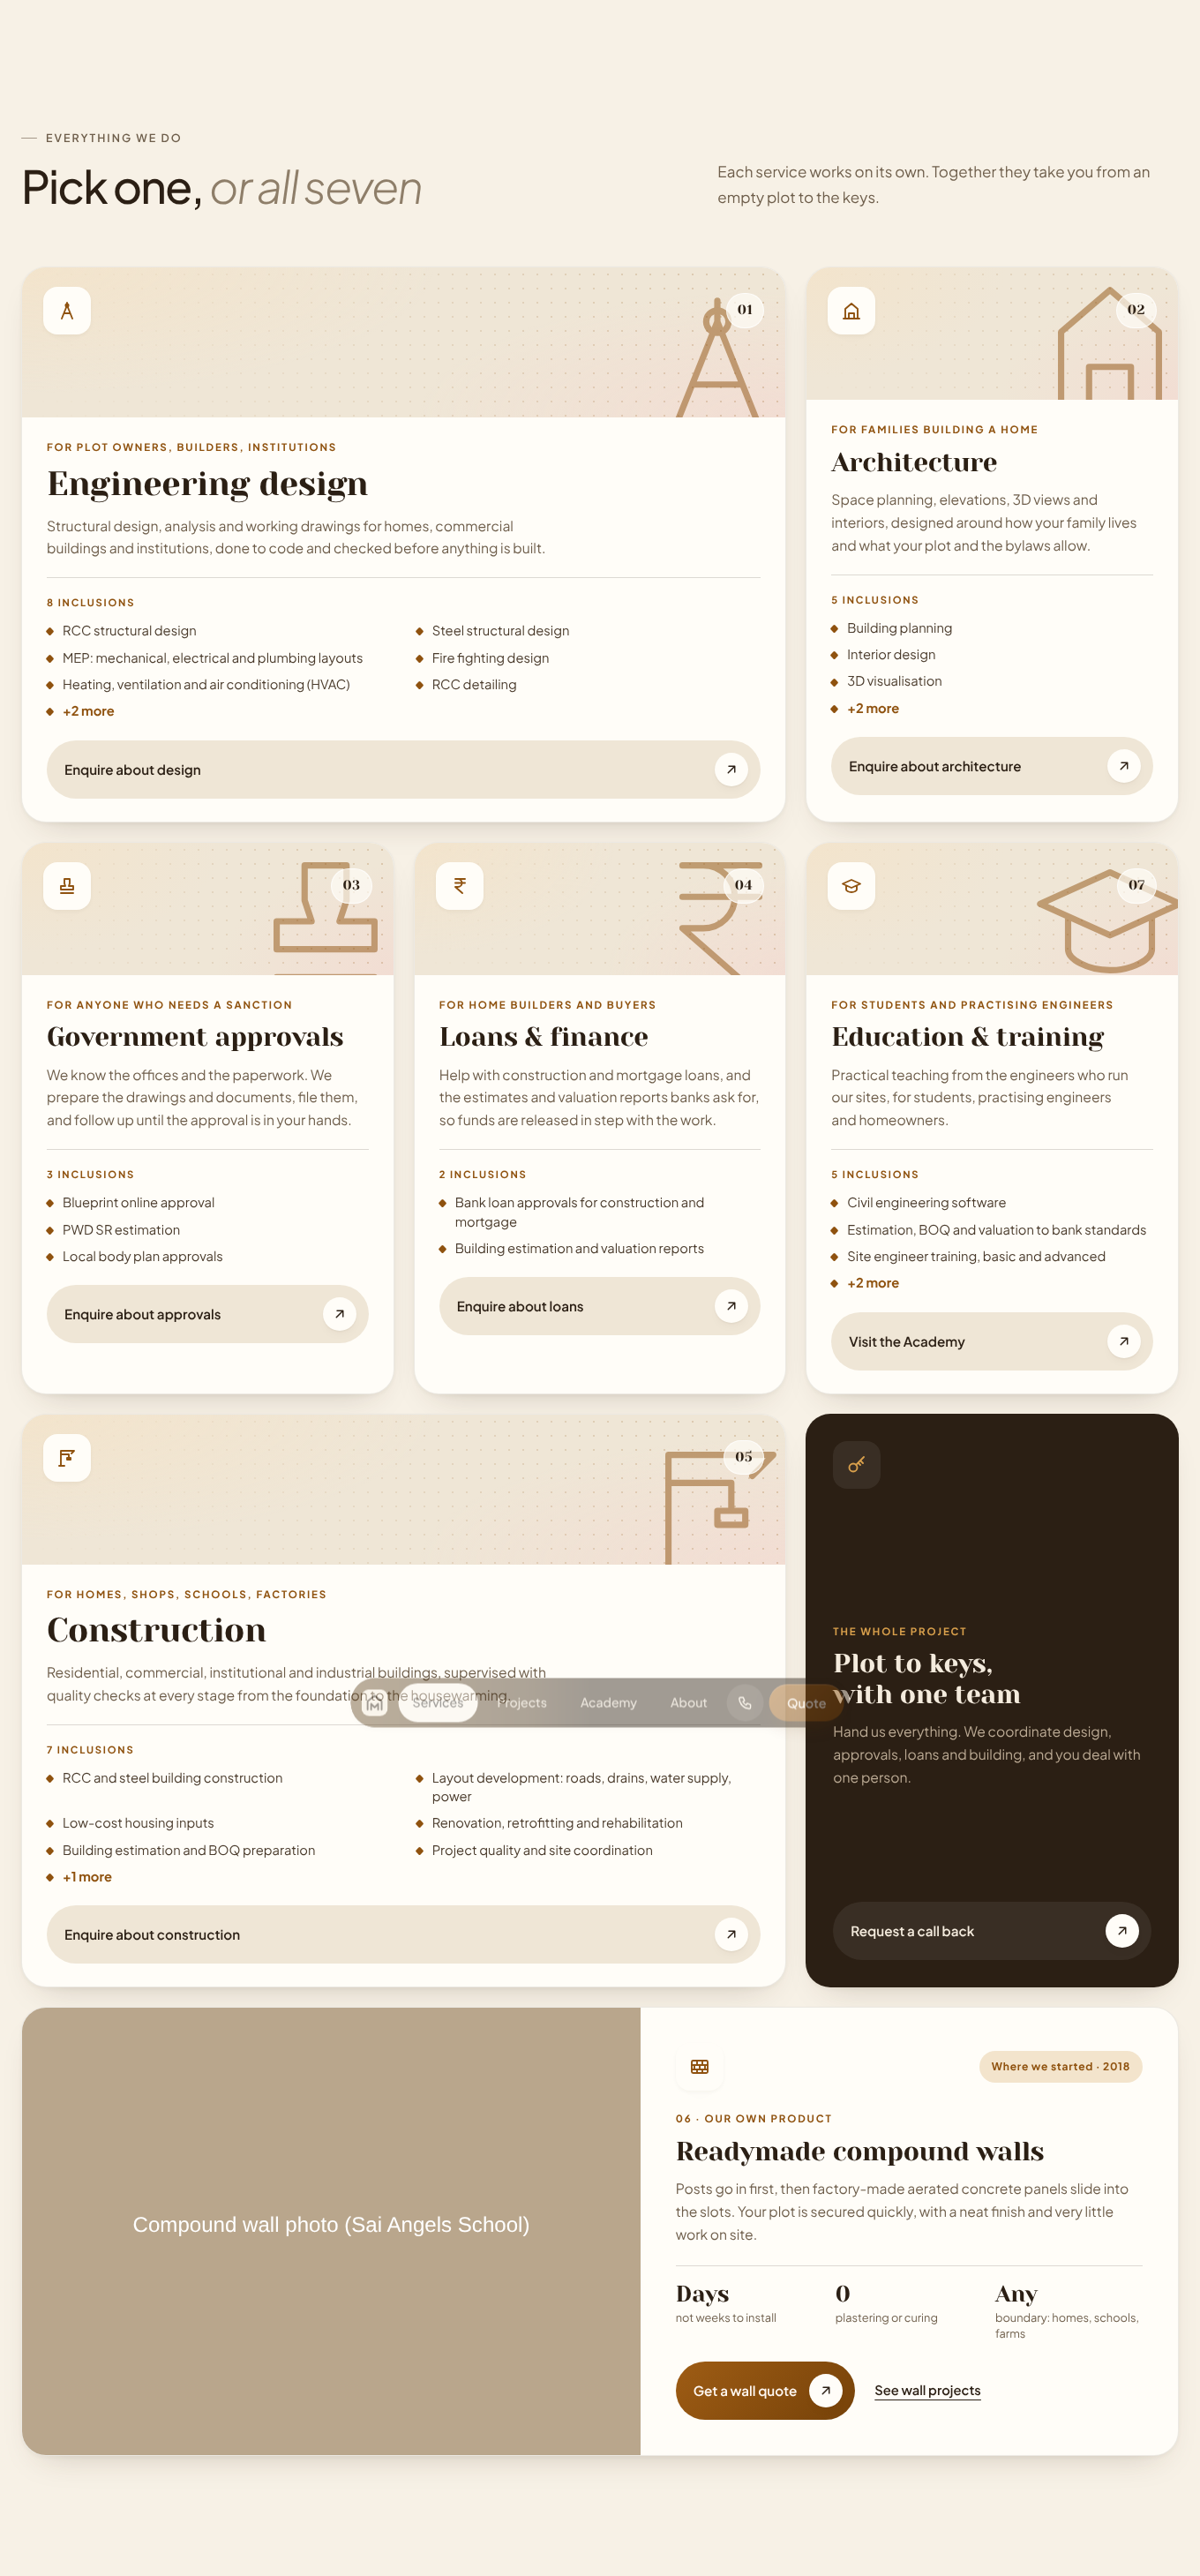 EVERYTHING WE DO
Pick one, or all seven
Each service works on its own. Together they take you from an
empty plot to the keys.
01
FOR PLOT OWNERS, BUILDERS, INSTITUTIONS
Engineering design
Structural design, analysis and working drawings for homes, commercial
buildings and institutions, done to code and checked before anything is built.
8 INCLUSIONS
RCC structural design
Steel structural design
MEP: mechanical, electrical and plumbing layouts
Fire fighting design
Heating, ventilation and air conditioning (HVAC)
RCC detailing
+2 more
Enquire about design
02
FOR FAMILIES BUILDING A HOME
Architecture
Space planning, elevations, 3D views and
interiors, designed around how your family lives
and what your plot and the bylaws allow.
5 INCLUSIONS
Building planning
Interior design
3D visualisation
+2 more
Enquire about architecture
03
FOR ANYONE WHO NEEDS A SANCTION
Government approvals
We know the offices and the paperwork. We
prepare the drawings and documents, file them,
and follow up until the approval is in your hands.
3 INCLUSIONS
Blueprint online approval
PWD SR estimation
Local body plan approvals
Enquire about approvals
₹
₹
04
FOR HOME BUILDERS AND BUYERS
Loans & finance
Help with construction and mortgage loans, and
the estimates and valuation reports banks ask for,
so funds are released in step with the work.
2 INCLUSIONS
Bank loan approvals for construction and
mortgage
Building estimation and valuation reports
Enquire about loans
07
FOR STUDENTS AND PRACTISING ENGINEERS
Education & training
Practical teaching from the engineers who run
our sites, for students, practising engineers
and homeowners.
5 INCLUSIONS
Civil engineering software
Estimation, BOQ and valuation to bank standards
Site engineer training, basic and advanced
+2 more
Visit the Academy
05
FOR HOMES, SHOPS, SCHOOLS, FACTORIES
Construction
Residential, commercial, institutional and industrial buildings, supervised with
quality checks at every stage from the foundation to the housewarming.
Services
Projects
Academy
About
Quote
7 INCLUSIONS
RCC and steel building construction
Layout development: roads, drains, water supply,
power
Low-cost housing inputs
Renovation, retrofitting and rehabilitation
Building estimation and BOQ preparation
Project quality and site coordination
+1 more
Enquire about construction
THE WHOLE PROJECT
Plot to keys,
with one team
Hand us everything. We coordinate design,
approvals, loans and building, and you deal with
one person.
Request a call back
Compound wall photo (Sai Angels School)
Where we started · 2018
06 · OUR OWN PRODUCT
Readymade compound walls
Posts go in first, then factory-made aerated concrete panels slide into
the slots. Your plot is secured quickly, with a neat finish and very little
work on site.
Days
not weeks to install
0
plastering or curing
Any
boundary: homes, schools,
farms
Get a wall quote
See wall projects